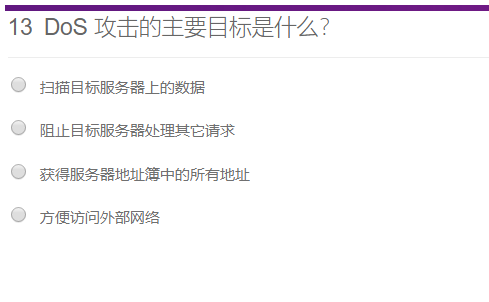 13 DoS 攻击的主要目标是什么？
扫描目标服务器上的数据
阻止目标服务器处理其它请求
获得服务器地址簿中的所有地址
方便访问外部网络